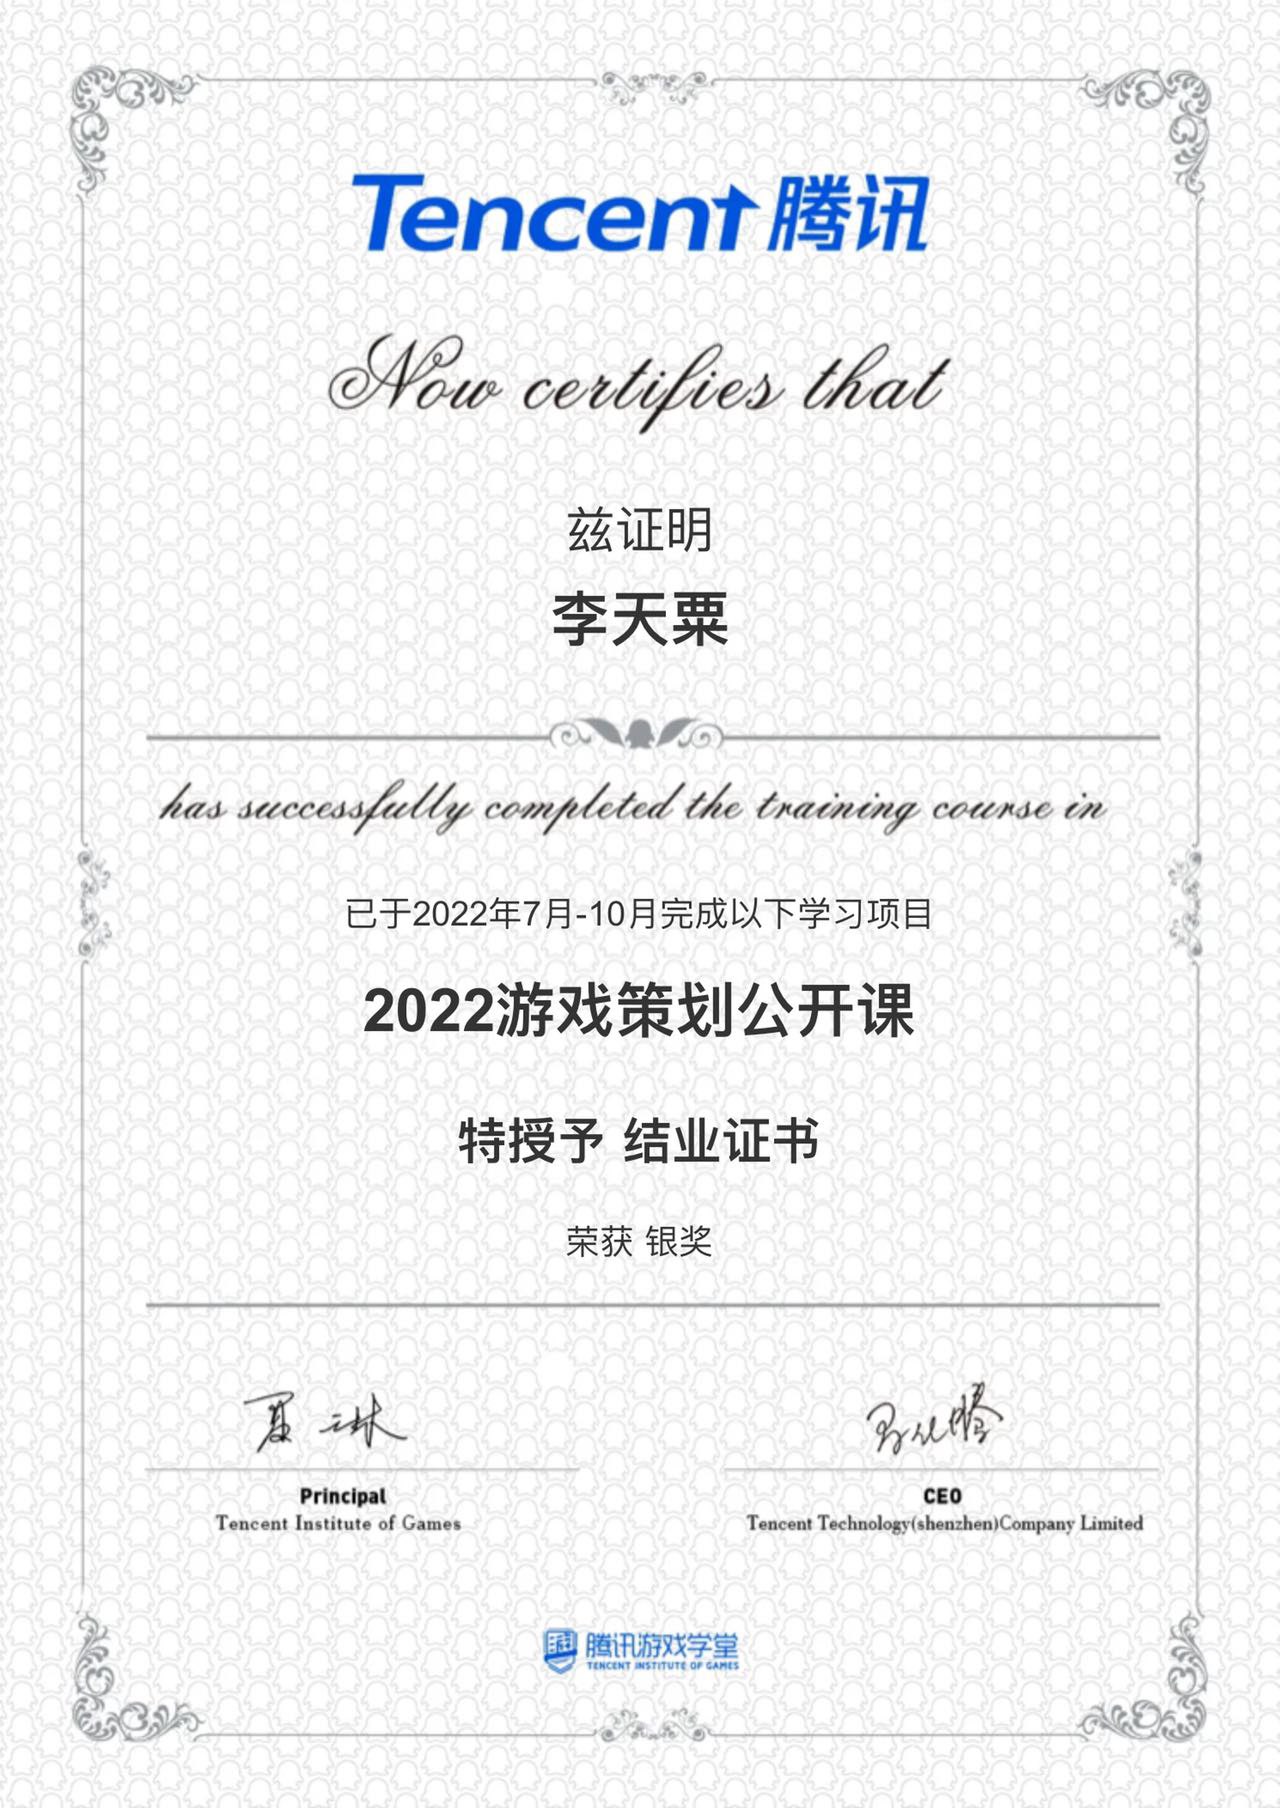 Tencent 腾讯
Now certifies that
兹证明
李天粟
has successfully completed the training course in
已于2022年7月-10月完成以下学习项目
2022游戏策划公开课
特授予 结业证书
荣获 银奖
夏琳
马化腾
Principal
CEO
Tencent Institute of Games
Tencent Technology(shenzhen)Company Limited
腾讯游戏学堂
TENCENT INSTITUTE OF GAMES